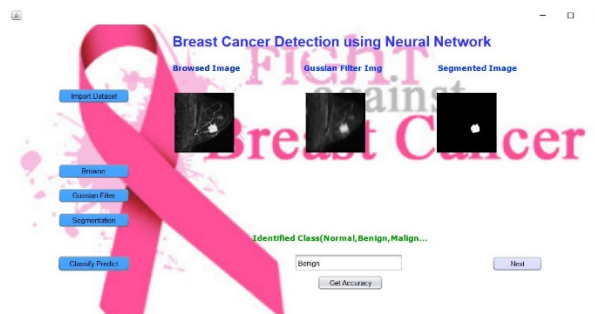 Breast Cancer Detection using Neural Network
Browsed Image
Gussian Filter Img
Segmented Image
FIGHT
against
Breast Cancer
Import Dataset
Browse
Gussian Filter
Segmentation
Identified Class(Normal,Benign,Malign...
Classify Predict
Benign
Next
Get Accuracy